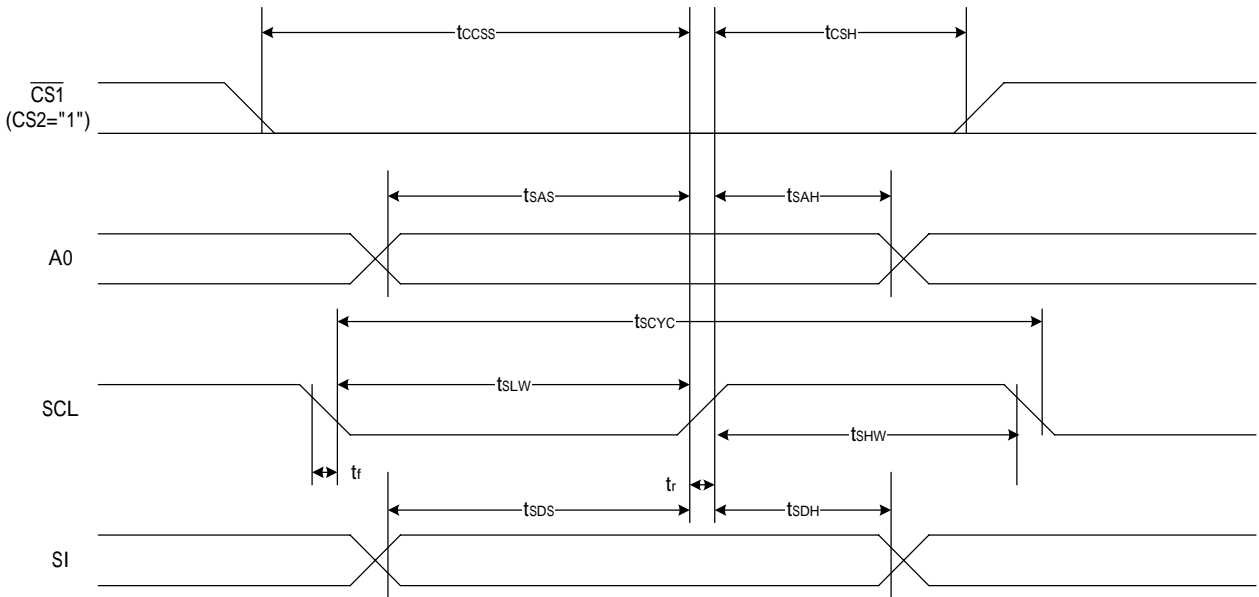 tCCSS
tCSH
CS1
(CS2="1")
tSAS
tSAH
A0
tSCYC
tSLW
SCL
tSHW
tf
tr
tSDS
tSDH
SI